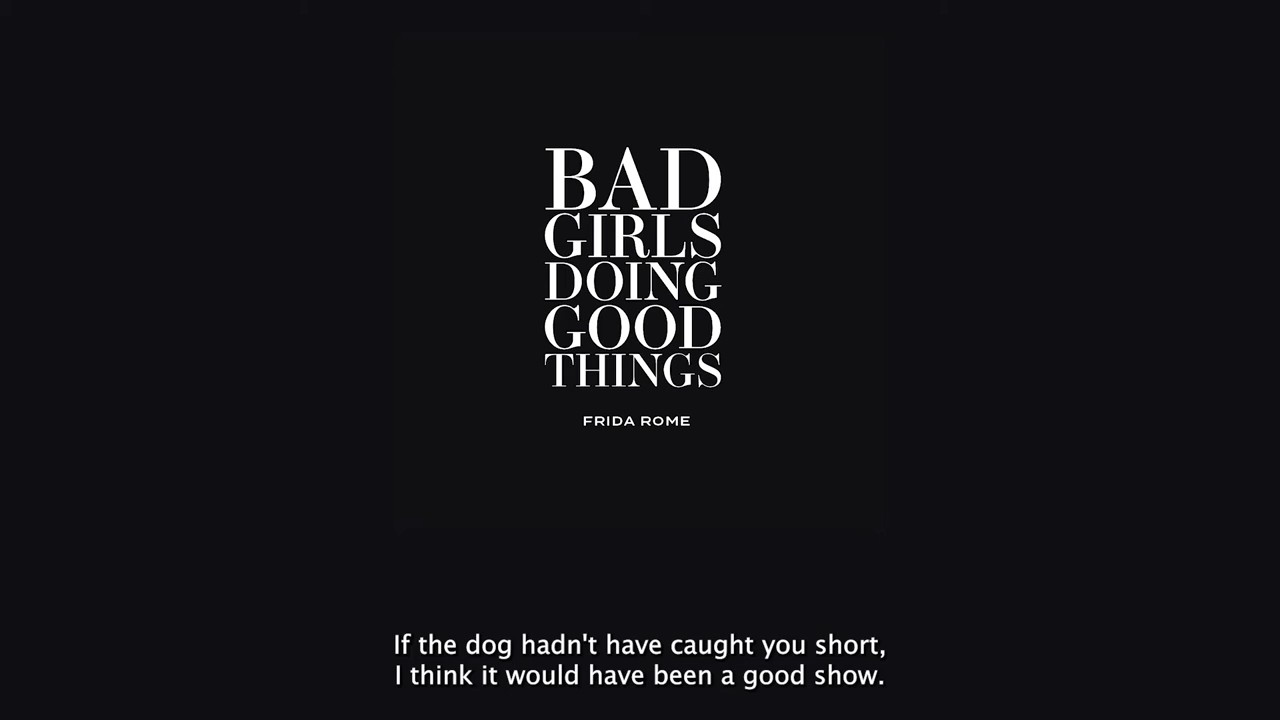 BAD
GIRLS
DOING
GOOD
THINGS
FRIDA ROME
If the dog hadn't have caught you short,
I think it would have been a good show.